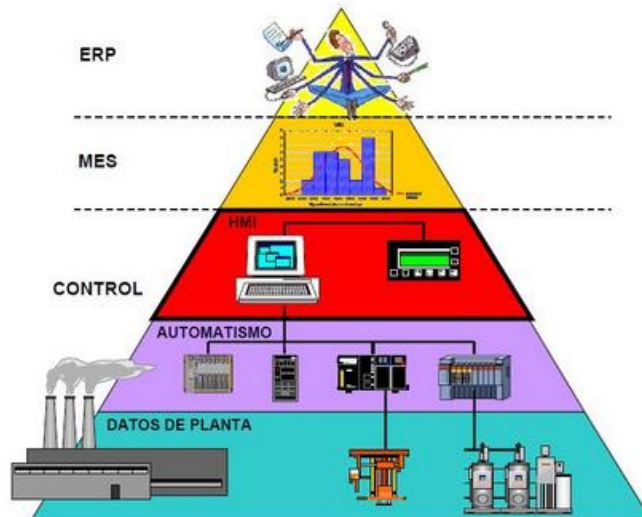 ERP
MES
HMI
CONTROL
AUTOMATISMO
DATOS DE PLANTA